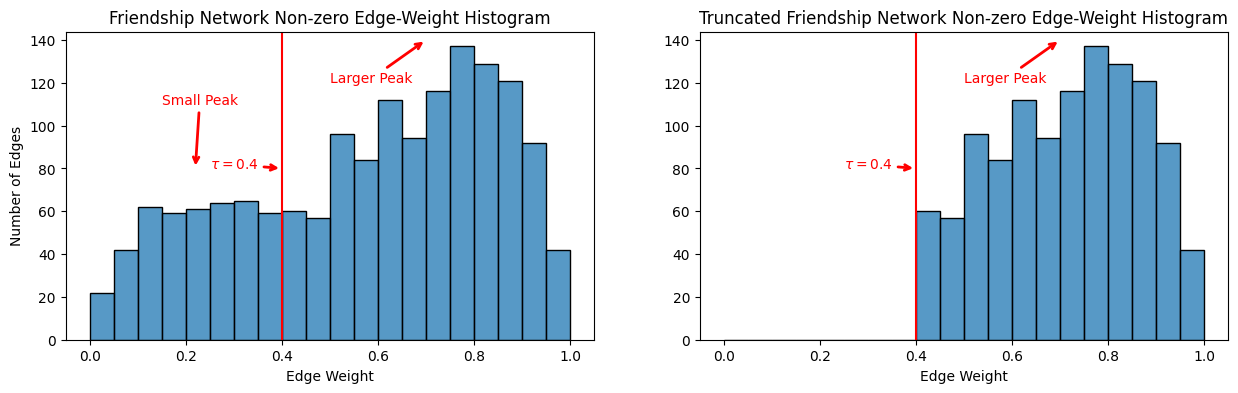 Friendship Network Non-zero Edge-Weight Histogram
140
120
100
80
60
40
20
0
Number of Edges
Small Peak
τ = 0.4
Larger Peak
0.0 0.2 0.4 0.6 0.8 1.0
Edge Weight
Truncated Friendship Network Non-zero Edge-Weight Histogram
140
120
100
80
60
40
20
0
Larger Peak
τ = 0.4
0.0 0.2 0.4 0.6 0.8 1.0
Edge Weight